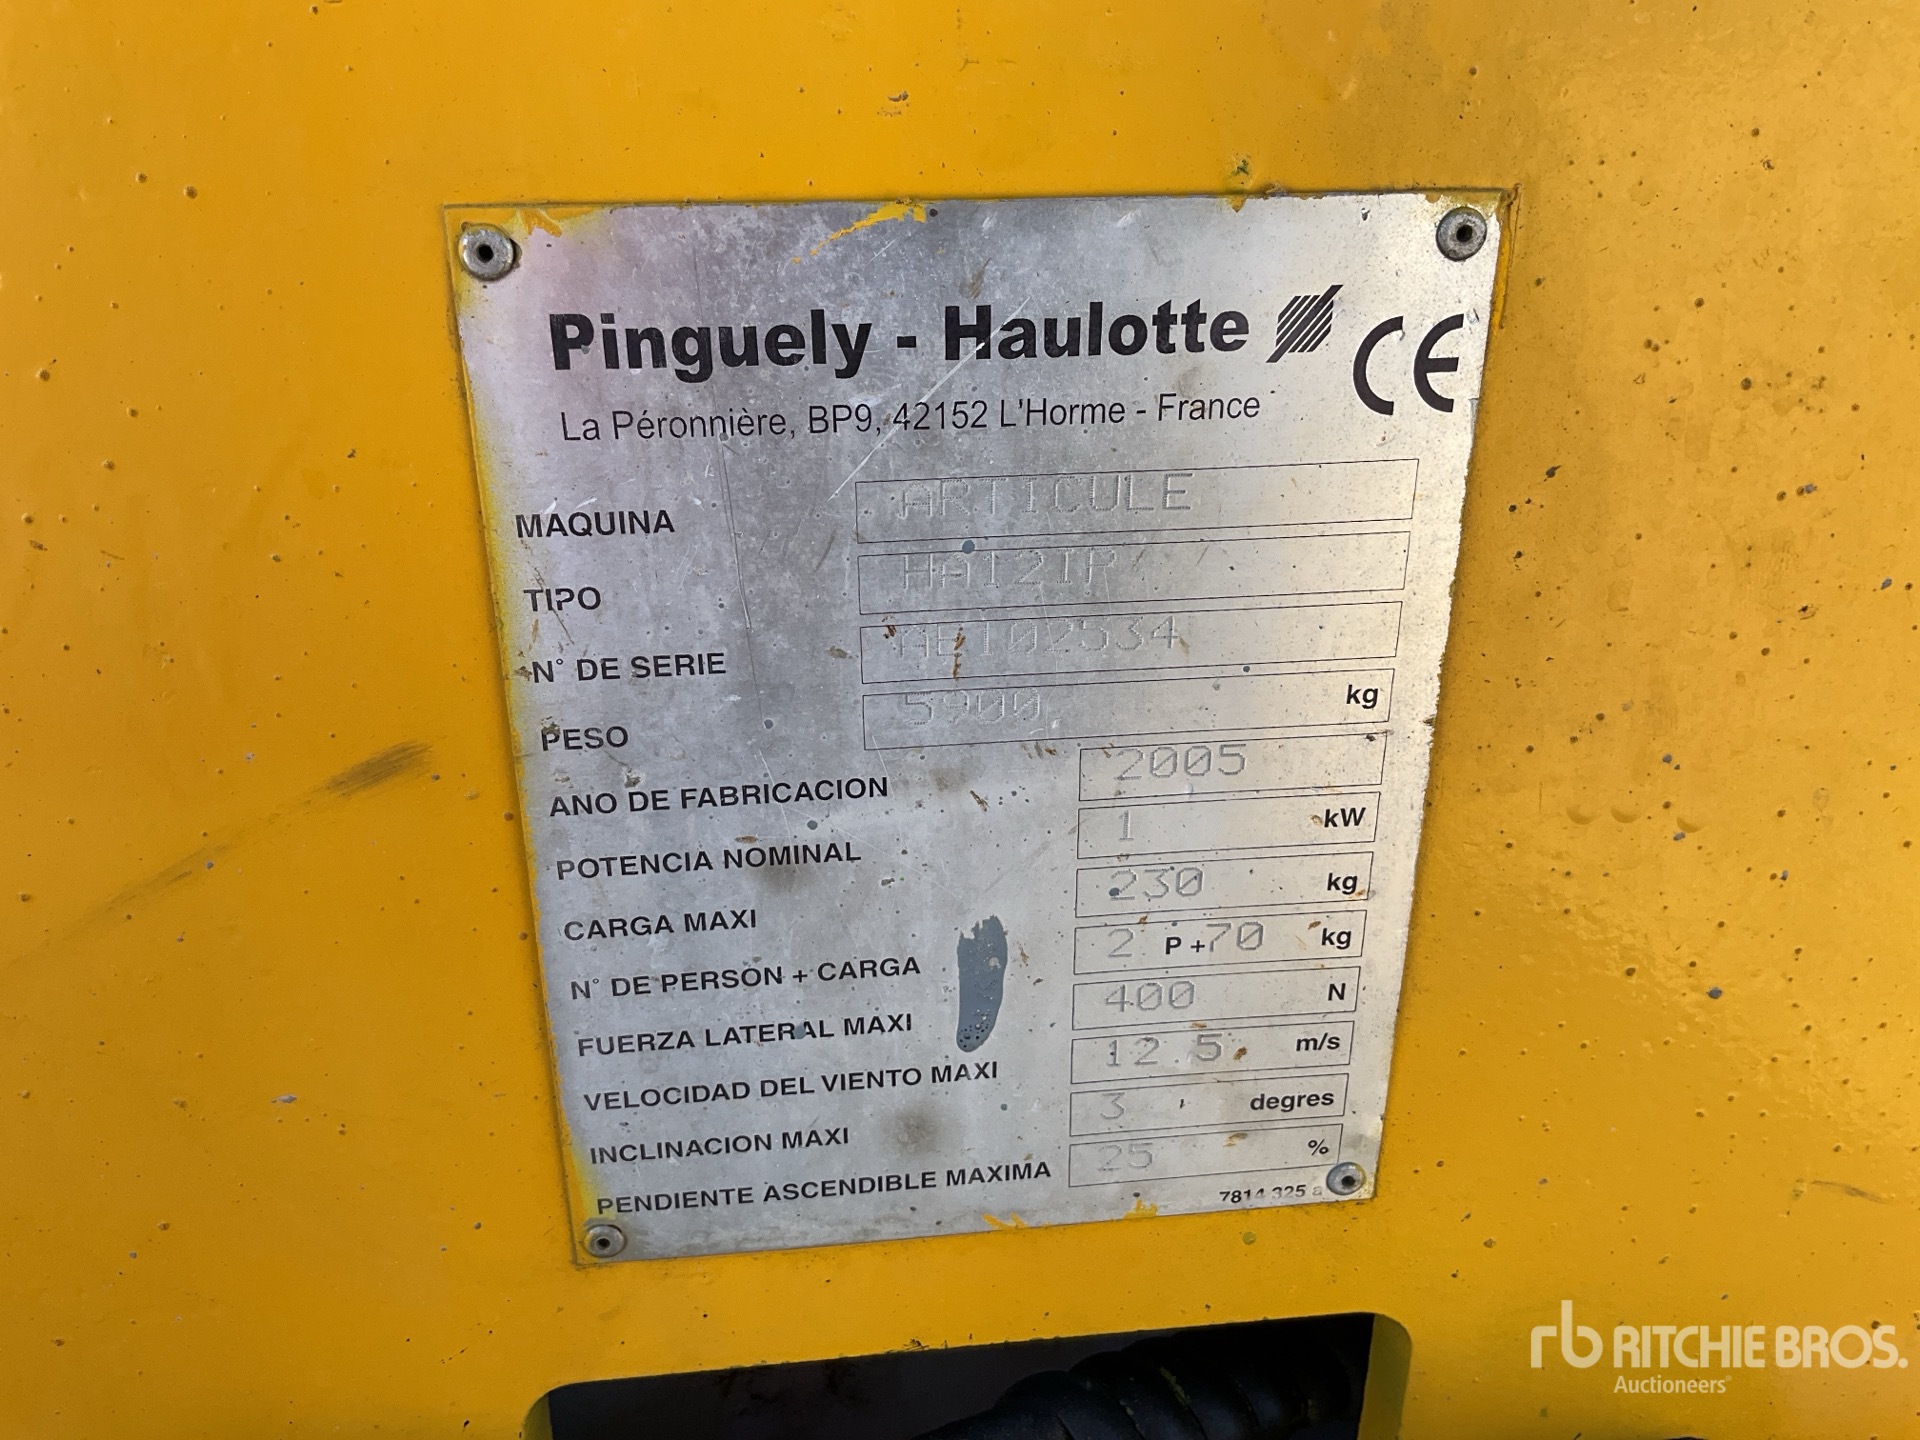 Pinguely - Haulotte CE
La Péronnière, BP9, 42152 L'Horme - France
MAQUINA ARTICULE
TIPO HA12IP
N° DE SERIE AE102534
PESO 5900 kg
ANO DE FABRICACION 2005
POTENCIA NOMINAL 1 kW
CARGA MAXI 230 kg
N° DE PERSON + CARGA 2 P + 70 kg
FUERZA LATERAL MAXI 400 N
VELOCIDAD DEL VIENTO MAXI 12.5 m/s
INCLINACION MAXI 3 degres
PENDIENTE ASCENDIBLE MAXIMA 25 %
7814 325 a
rb RITCHIE BROS.
Auctioneers